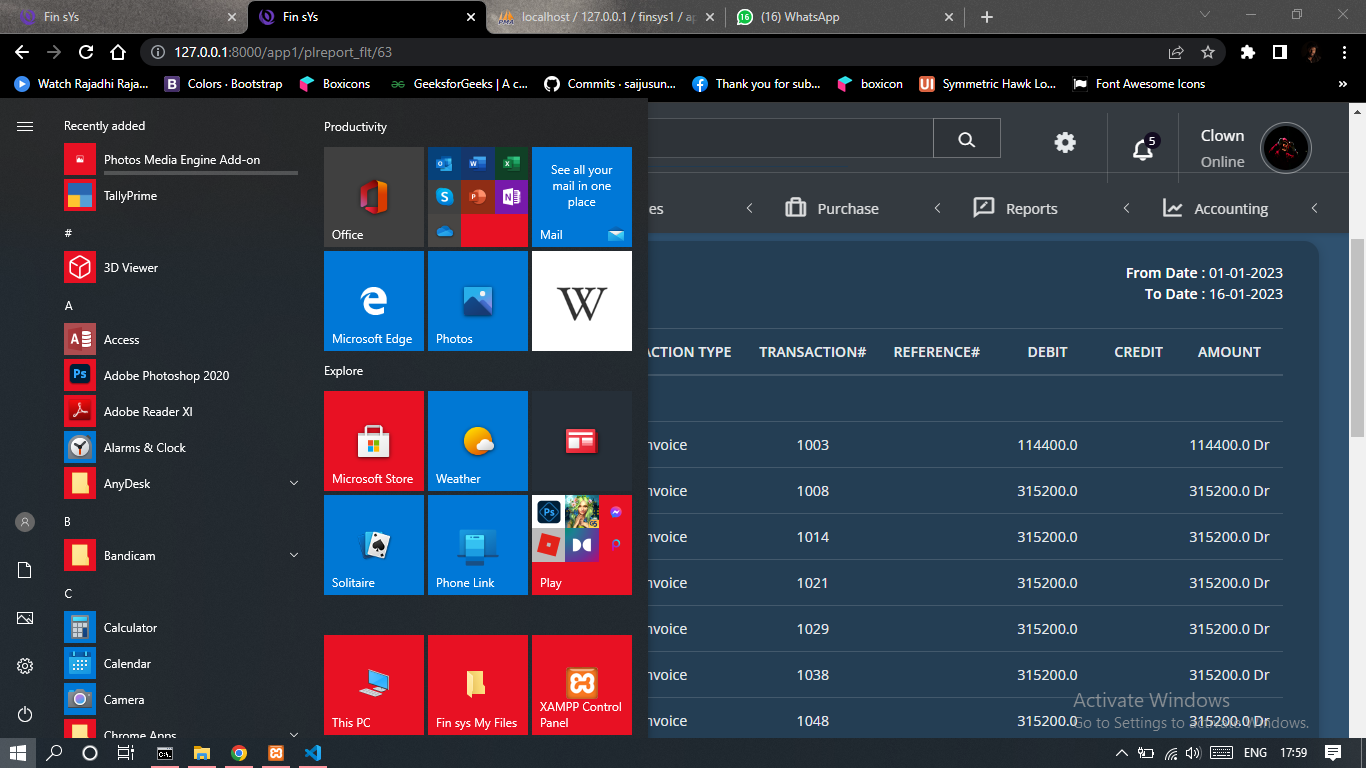 Fin sYs
Fin sYs
localhost / 127.0.0.1 / finsys1 / ap
(16) WhatsApp
127.0.0.1:8000/app1/plreport_flt/63
Watch Rajadhi Raja...
Colors · Bootstrap
Boxicons
GeeksforGeeks | A c...
Commits · saijusun...
Thank you for sub...
boxicon
Symmetric Hawk Lo...
Font Awesome Icons
»
Recently added
Photos Media Engine Add-on
TallyPrime
#
3D Viewer
A
Access
Adobe Photoshop 2020
Adobe Reader XI
Alarms & Clock
AnyDesk
B
Bandicam
C
Calculator
Calendar
Camera
Chrome Apps
Productivity
Office
See all your
mail in one
place
Mail
Microsoft Edge
Photos
W
Explore
Microsoft Store
Weather
Solitaire
Phone Link
Play
This PC
Fin sys My Files
XAMPP Control
Panel
5
Clown
Online
es
Purchase
Reports
Accounting
From Date : 01-01-2023
To Date : 16-01-2023
ACTION TYPE TRANSACTION# REFERENCE# DEBIT CREDIT AMOUNT
nvoice 1003 114400.0 114400.0 Dr
nvoice 1008 315200.0 315200.0 Dr
nvoice 1014 315200.0 315200.0 Dr
nvoice 1021 315200.0 315200.0 Dr
nvoice 1029 315200.0 315200.0 Dr
nvoice 1038 315200.0 315200.0 Dr
nvoice 1048 315200.0 315200.0 Dr
Activate Windows
Go to Settings to activate Windows.
ENG
17:59